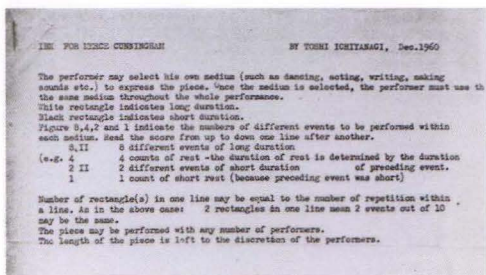 IBM FOR MERCE CUNNINGHAM BY TOSHI ICHIYANAGI, Dec.1960
The performer may select his own medium (such as dancing, acting, writing, making
sounds etc.) to express the piece. Once the medium is selected, the performer must use th
the same medium throughout the whole performance.
White rectangle indicates long duration.
Black rectangle indicates short duration.
Figure 8,4,2 and 1 indicate the numbers of different events to be performed within
each medium. Read the score from up to down one line after another.
8,II 8 different events of long duration
(e.g. 4 4 counts of rest -the duration of rest is determined by the duration
2 II 2 different events of short duration of preceding event.
1 1 count of short rest (because preceding event was short)
Number of rectangle(s) in one line may be equal to the number of repetition within
a line. As in the above case: 2 rectangles in one line mean 2 events out of 10
may be the same.
The piece may be performed with any number of performers.
The length of the piece is left to the discretion of the performers.